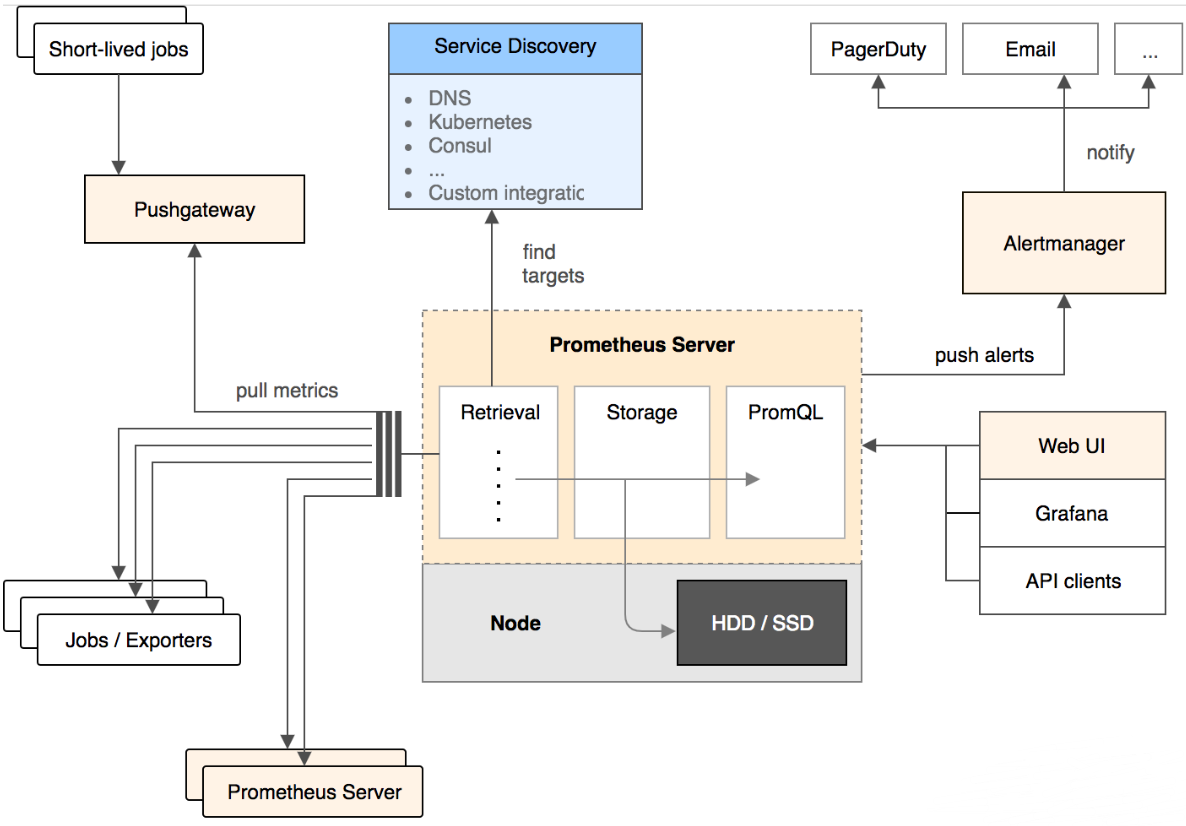 Short-lived jobs
Service Discovery
• DNS
• Kubernetes
• Consul
• ...
• Custom integratic
PagerDuty
Email
...
notify
Pushgateway
Alertmanager
find
targets
Prometheus Server
push alerts
pull metrics
Retrieval
Storage
PromQL
Web UI
Grafana
API clients
Node
HDD / SSD
Jobs / Exporters
Prometheus Server